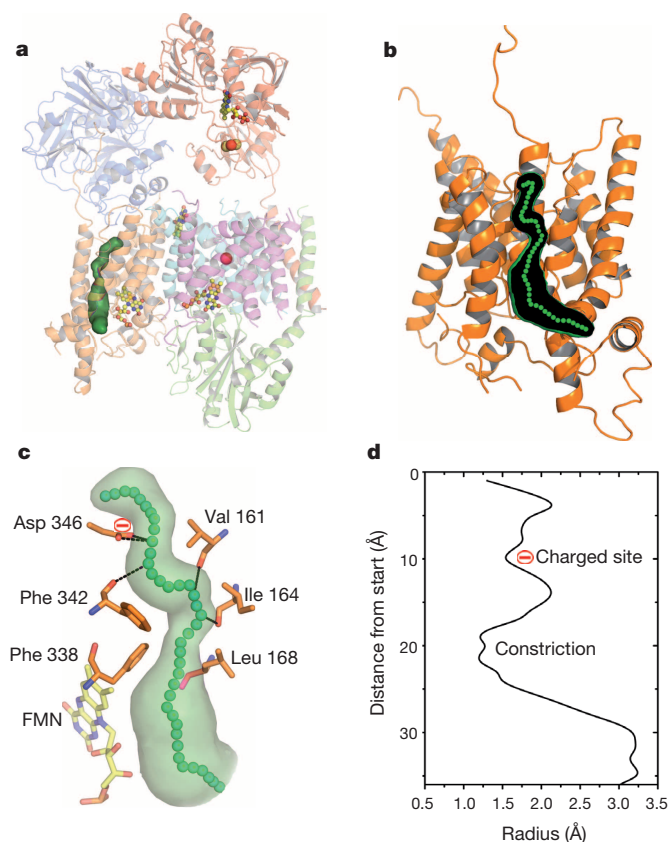 a
b
c
Asp 346
Val 161
Phe 342
Ile 164
Phe 338
Leu 168
FMN
d
0
10
20
30
Distance from start (Å)
Charged site
Constriction
0.5 1.0 1.5 2.0 2.5 3.0 3.5
Radius (Å)